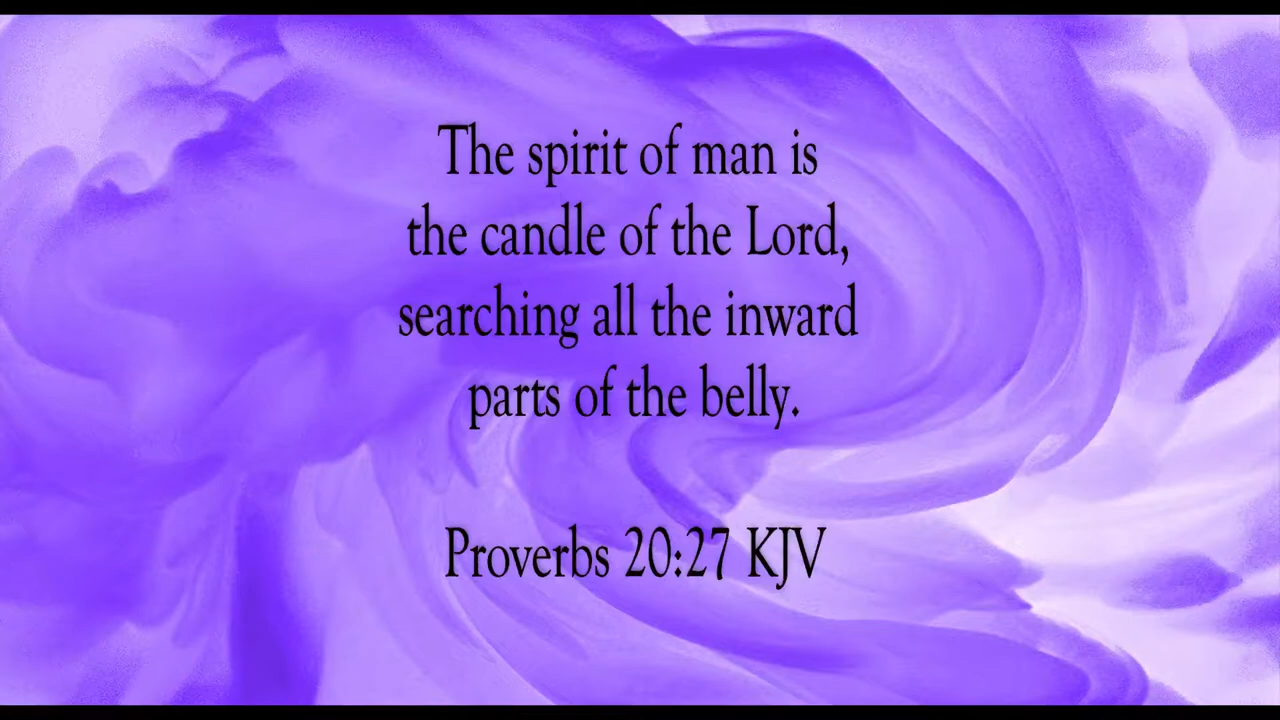 The spirit of man is
the candle of the Lord,
searching all the inward
parts of the belly.
Proverbs 20:27 KJV